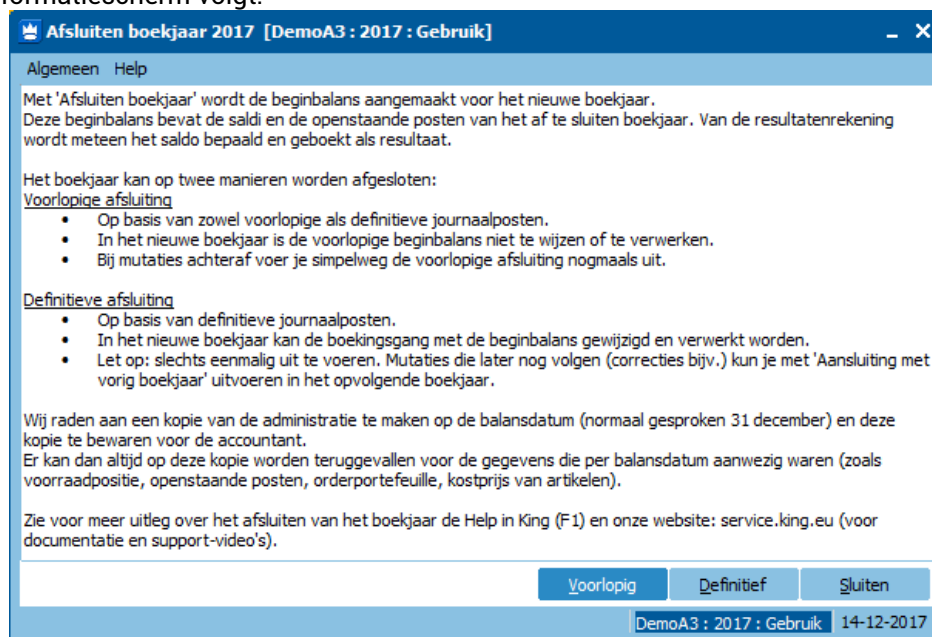 formatiescherm volgt.
Afsluiten boekjaar 2017 [DemoA3 : 2017 : Gebruik]
Algemeen Help
Met 'Afsluiten boekjaar' wordt de beginbalans aangemaakt voor het nieuwe boekjaar.
Deze beginbalans bevat de saldi en de openstaande posten van het af te sluiten boekjaar. Van de resultatenrekening
wordt meteen het saldo bepaald en geboekt als resultaat.
Het boekjaar kan op twee manieren worden afgesloten:
Voorlopige afsluiting
• Op basis van zowel voorlopige als definitieve journaalposten.
• In het nieuwe boekjaar is de voorlopige beginbalans niet te wijzen of te verwerken.
• Bij mutaties achteraf voer je simpelweg de voorlopige afsluiting nogmaals uit.
Definitieve afsluiting
• Op basis van definitieve journaalposten.
• In het nieuwe boekjaar kan de boekingsgang met de beginbalans gewijzigd en verwerkt worden.
• Let op: slechts eenmalig uit te voeren. Mutaties die later nog volgen (correcties bijv.) kun je met 'Aansluiting met
vorig boekjaar' uitvoeren in het opvolgende boekjaar.
Wij raden aan een kopie van de administratie te maken op de balansdatum (normaal gesproken 31 december) en deze
kopie te bewaren voor de accountant.
Er kan dan altijd op deze kopie worden teruggevallen voor de gegevens die per balansdatum aanwezig waren (zoals
voorraadpositie, openstaande posten, orderportefeuille, kostprijs van artikelen).
Zie voor meer uitleg over het afsluiten van het boekjaar de Help in King (F1) en onze website: service.king.eu (voor
documentatie en support-video's).
Voorlopig Definitief Sluiten
DemoA3 : 2017 : Gebruik 14-12-2017